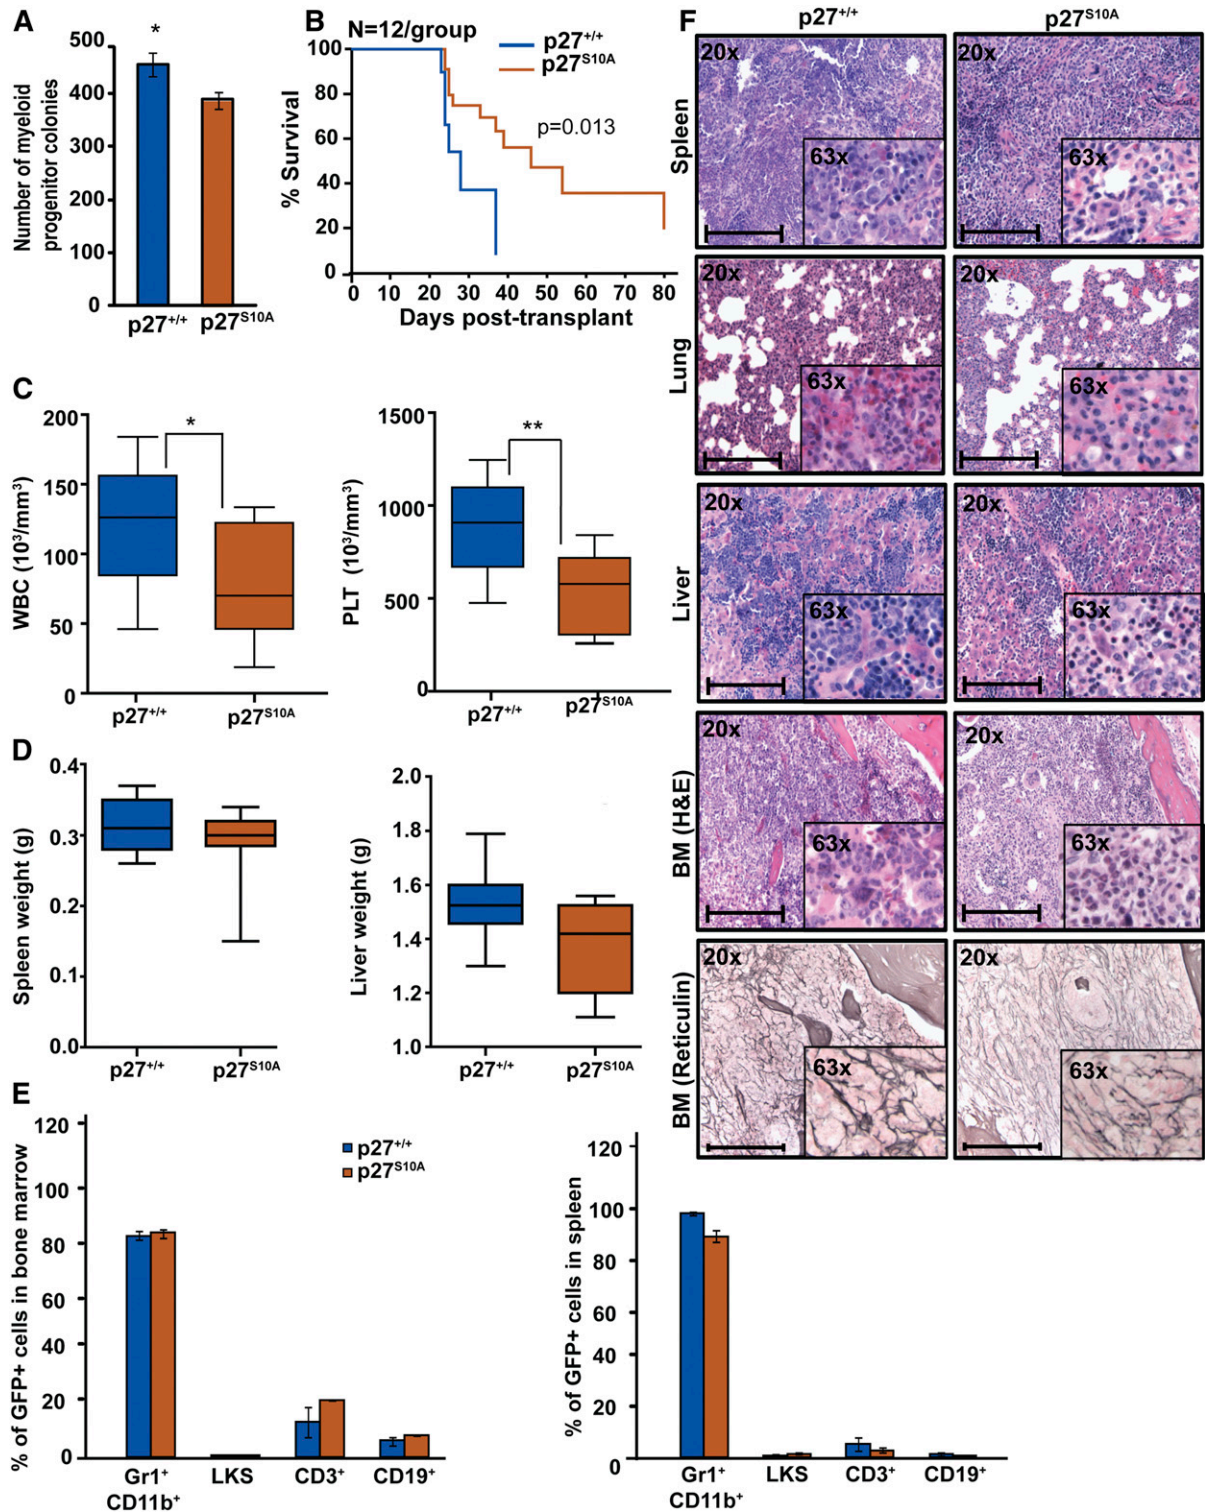 A
Number of myeloid
progenitor colonies
*
500
400
300
200
100
0
p27+/+
p27S10A
B
N=12/group
p27+/+
p27S10A
% Survival
100
80
60
40
20
0
p=0.013
0 10 20 30 40 50 60 70 80
Days post-transplant
C
WBC (10³/mm³)
200
150
100
50
0
*
p27+/+
p27S10A
PLT (10³/mm³)
1500
1000
500
0
**
p27+/+
p27S10A
D
Spleen weight (g)
0.4
0.3
0.2
0.1
0.0
p27+/+
p27S10A
Liver weight (g)
2.0
1.8
1.6
1.4
1.2
1.0
p27+/+
p27S10A
E
% of GFP+ cells in bone marrow
120
100
80
60
40
20
0
p27+/+
p27S10A
Gr1+
CD11b+
LKS
CD3+
CD19+
% of GFP+ cells in spleen
120
100
80
60
40
20
0
Gr1+
CD11b+
LKS
CD3+
CD19+
F
p27+/+
p27S10A
Spleen
20x
63x
20x
63x
Lung
20x
63x
20x
63x
Liver
20x
63x
20x
63x
BM (H&E)
20x
63x
20x
63x
BM (Reticulin)
20x
63x
20x
63x